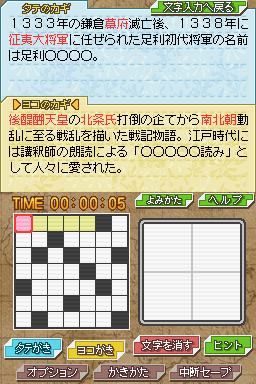 タテのカギ
文字入力へ戻る
1333年の鎌倉幕府滅亡後、1338年に
征夷大将軍に任ぜられた足利初代将軍の名前
は足利〇〇〇〇。
ヨコのカギ
後醍醐天皇の北条氏打倒の企てから南北朝動
乱に至る戦乱を描いた戦記物語。江戸時代に
は講釈師の朗読による「〇〇〇〇〇読み」とし
て人々に愛された。
TIME 00:00:05
よみかた
ヘルプ
タテがき
ヨコがき
文字を消す
ヒント
オプション
かきかた
中断セーブ